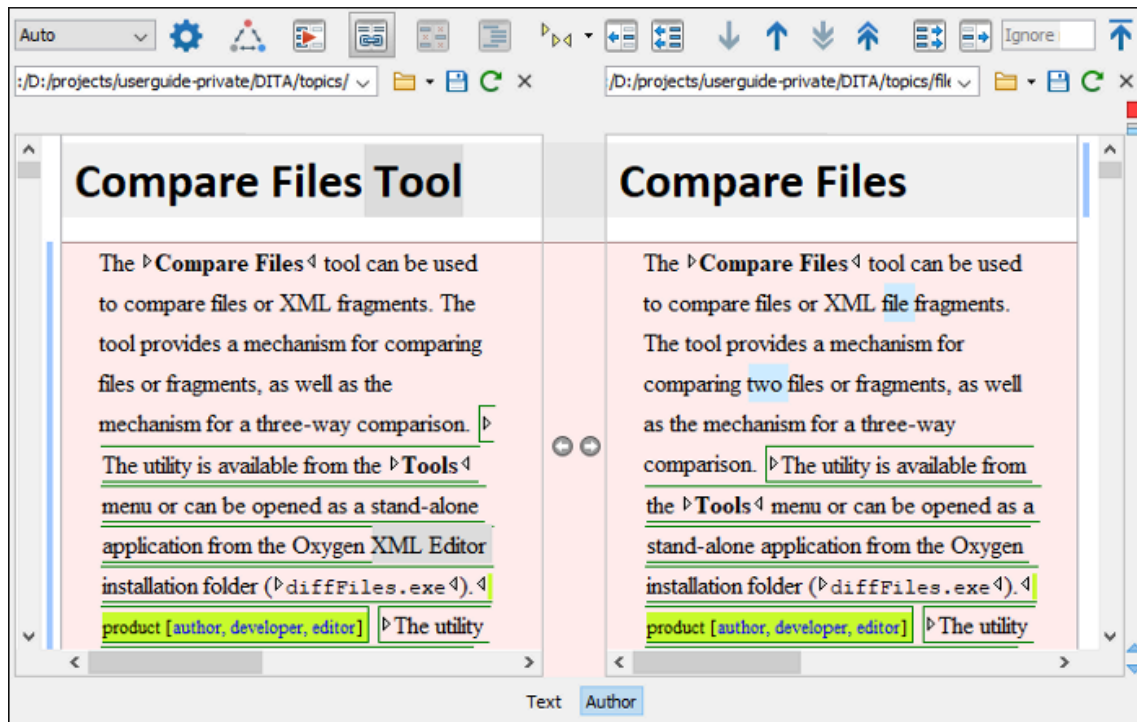 Auto
Ignore
:/D:/projects/userguide-private/DITA/topics/
/D:/projects/userguide-private/DITA/topics/file
Compare Files Tool
The Compare Files tool can be used
to compare files or XML fragments. The
tool provides a mechanism for comparing
files or fragments, as well as the
mechanism for a three-way comparison.
The utility is available from the Tools
menu or can be opened as a stand-alone
application from the Oxygen XML Editor
installation folder (diffFiles.exe).
product [author, developer, editor] The utility
Compare Files
The Compare Files tool can be used
to compare files or XML file fragments.
The tool provides a mechanism for
comparing two files or fragments, as well
as the mechanism for a three-way
comparison. The utility is available from
the Tools menu or can be opened as a
stand-alone application from the Oxygen
installation folder (diffFiles.exe).
product [author, developer, editor] The utility
Text Author